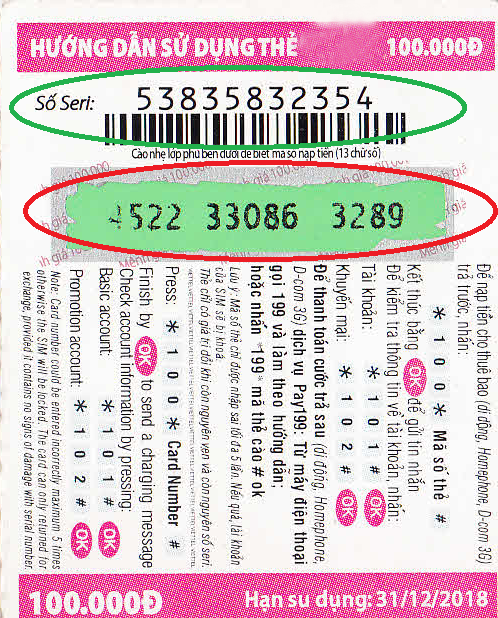 HƯỚNG DẪN SỬ DỤNG THẺ 100.000Đ
Số Seri: 53835832354
Cào nhẹ lớp phủ bên dưới để biết mã số nạp tiền (13 chữ số)
4522 33086 3289
Để nạp tiền cho thuê bao (di động, Homephone, D-com 3G)
trả trước, nhấn:
* 1 0 0 * Mã số thẻ #
Kết thúc bằng OK để gửi tin nhắn
Để kiểm tra thông tin về tài khoản, nhấn:
Tài khoản: * 1 0 1 # OK
Khuyến mại: * 1 0 2 # OK
Để thanh toán cước trả sau (di động, Homephone,
D-com 3G) dịch vụ Pay199: Từ máy điện thoại
gọi 199 và làm theo hướng dẫn;
hoặc nhấn *199* mã thẻ cào # ok
Lưu ý: Mã số thẻ chỉ được nhập sai tối đa 5 lần. Nếu quá, tài khoản
của SIM sẽ bị khoá.
Thẻ chỉ có giá trị đổi khi còn nguyên vẹn và còn nguyên số seri.
Press: * 1 0 0 * Card Number #
Finish by OK to send a charging message
Check account information by pressing:
Basic account: * 1 0 1 # OK
Promotion account: * 1 0 2 # OK
Note: Card number could be entered incorrectly maximum 5 times
otherwise the SIM will be locked. The card can only returned for
exchange, provided it contains no signs of damage with serial number.
100.000Đ Hạn sử dụng: 31/12/2018